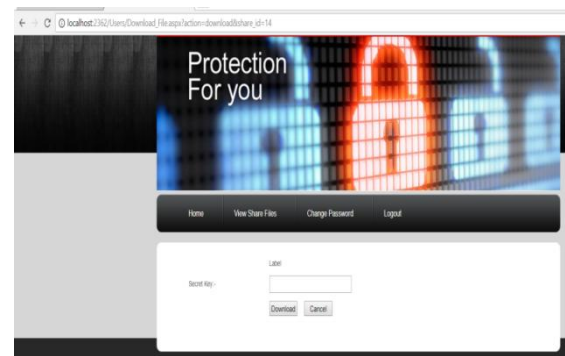 localhost:2362/Users/Download_File.aspx?action=download&share_id=14
Protection
For you
Home View Share Files Change Password Logout
Label
Secret Key:-
Download Cancel